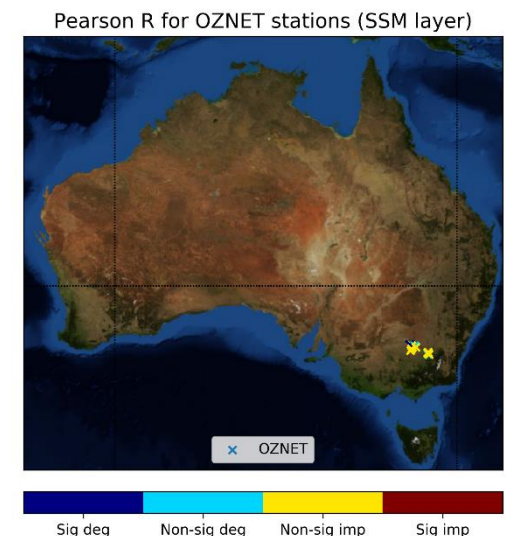 Pearson R for OZNET stations (SSM layer)
OZNET
Sig deg Non-sig deg Non-sig imp Sig imp